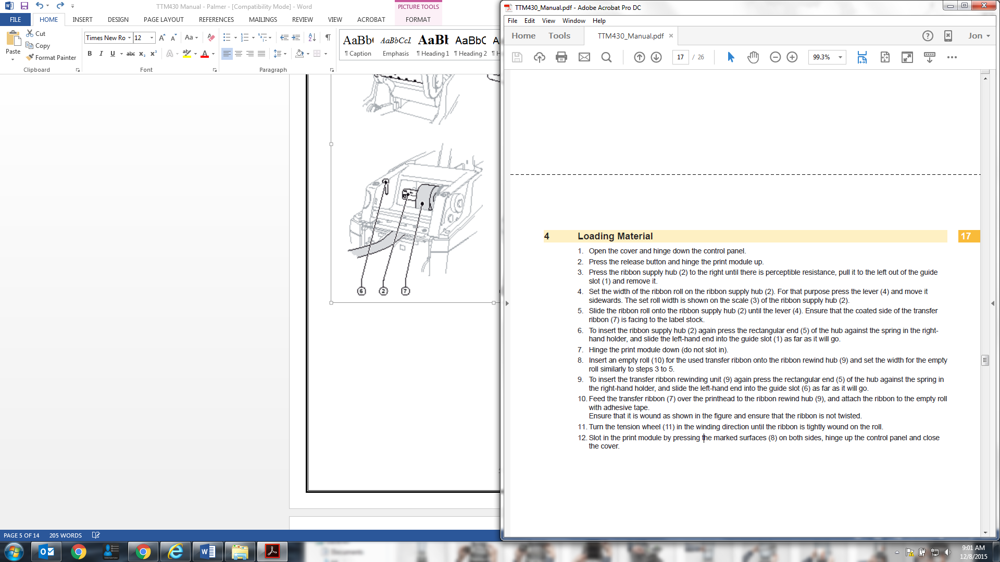 TTM430 Manual - Palmer - [Compatibility Mode] - Word
PICTURE TOOLS
FILE HOME INSERT DESIGN PAGE LAYOUT REFERENCES MAILINGS REVIEW VIEW ACROBAT FORMAT
Paste
Cut
Copy
Format Painter
Clipboard
Times New Ro 12
Font
Paragraph
AaBb( AaBbCcI AaBb AaBbC A
¶ Caption Emphasis ¶ Heading 1 ¶ Heading 2 ¶
6 2 7
PAGE 5 OF 14 205 WORDS
TTM430_Manual.pdf - Adobe Acrobat Pro DC
File Edit View Window Help
Home Tools TTM430_Manual.pdf × Jon
17 / 26 99.3%
4 Loading Material 17
1. Open the cover and hinge down the control panel.
2. Press the release button and hinge the print module up.
3. Press the ribbon supply hub (2) to the right until there is perceptible resistance, pull it to the left out of the guide
slot (1) and remove it.
4. Set the width of the ribbon roll on the ribbon supply hub (2). For that purpose press the lever (4) and move it
sidewards. The set roll width is shown on the scale (3) of the ribbon supply hub (2).
5. Slide the ribbon roll onto the ribbon supply hub (2) until the lever (4). Ensure that the coated side of the transfer
ribbon (7) is facing to the label stock.
6. To insert the ribbon supply hub (2) again press the rectangular end (5) of the hub against the spring in the right-
hand holder, and slide the left-hand end into the guide slot (1) as far as it will go.
7. Hinge the print module down (do not slot in).
8. Insert an empty roll (10) for the used transfer ribbon onto the ribbon rewind hub (9) and set the width for the empty
roll similarly to steps 3 to 5.
9. To insert the transfer ribbon rewinding unit (9) again press the rectangular end (5) of the hub against the spring in
the right-hand holder, and slide the left-hand end into the guide slot (6) as far as it will go.
10. Feed the transfer ribbon (7) over the printhead to the ribbon rewind hub (9), and attach the ribbon to the empty roll
with adhesive tape.
Ensure that it is wound as shown in the figure and ensure that the ribbon is not twisted.
11. Turn the tension wheel (11) in the winding direction until the ribbon is tightly wound on the roll.
12. Slot in the print module by pressing the marked surfaces (8) on both sides, hinge up the control panel and close
the cover.
Documents
9:01 AM
12/8/2015